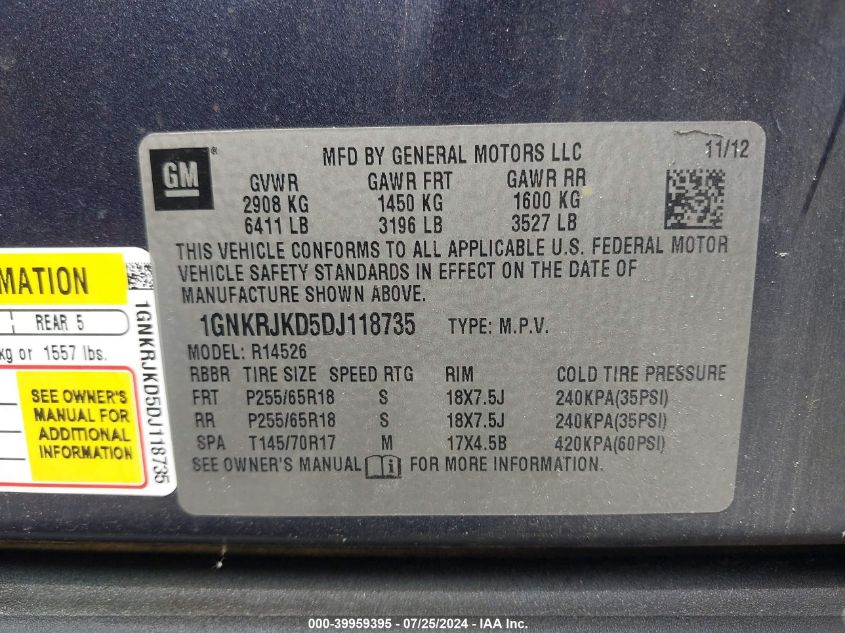 GM
MFD BY GENERAL MOTORS LLC 11/12
GVWR GAWR FRT GAWR RR
2908 KG 1450 KG 1600 KG
6411 LB 3196 LB 3527 LB
THIS VEHICLE CONFORMS TO ALL APPLICABLE U.S. FEDERAL MOTOR
VEHICLE SAFETY STANDARDS IN EFFECT ON THE DATE OF
MANUFACTURE SHOWN ABOVE.
1GNKRJKD5DJ118735 TYPE: M.P.V.
MODEL: R14526
RBBR TIRE SIZE SPEED RTG RIM COLD TIRE PRESSURE
FRT P255/65R18 S 18X7.5J 240KPA(35PSI)
RR P255/65R18 S 18X7.5J 240KPA(35PSI)
SPA T145/70R17 M 17X4.5B 420KPA(60PSI)
SEE OWNER'S MANUAL FOR MORE INFORMATION.
MATION
REAR 5
kg or 1557 lbs.
SEE OWNER'S
MANUAL FOR
ADDITIONAL
INFORMATION
1GNKRJKD5DJ118735
000-39959395 - 07/25/2024 - IAAI.com